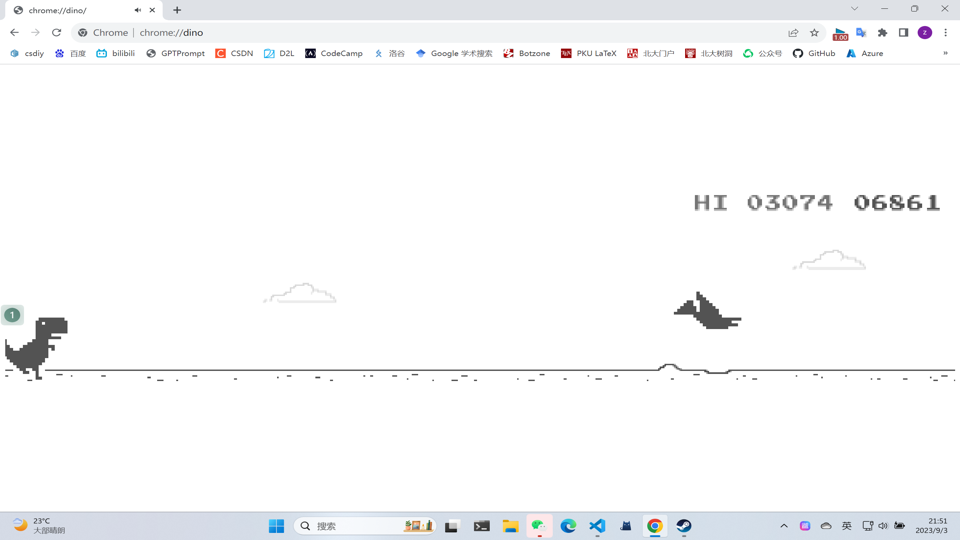 chrome://dino/
Chrome | chrome://dino
1.00
z
csdiy 百度 bilibili GPTPrompt CSDN D2L CodeCamp 洛谷 Google 学术搜索 Botzone PKU LaTeX 北大门户 北大树洞 公众号 GitHub Azure »
HI 03074 06861
1
23°C
大部晴朗
搜索
英
21:51
2023/9/3